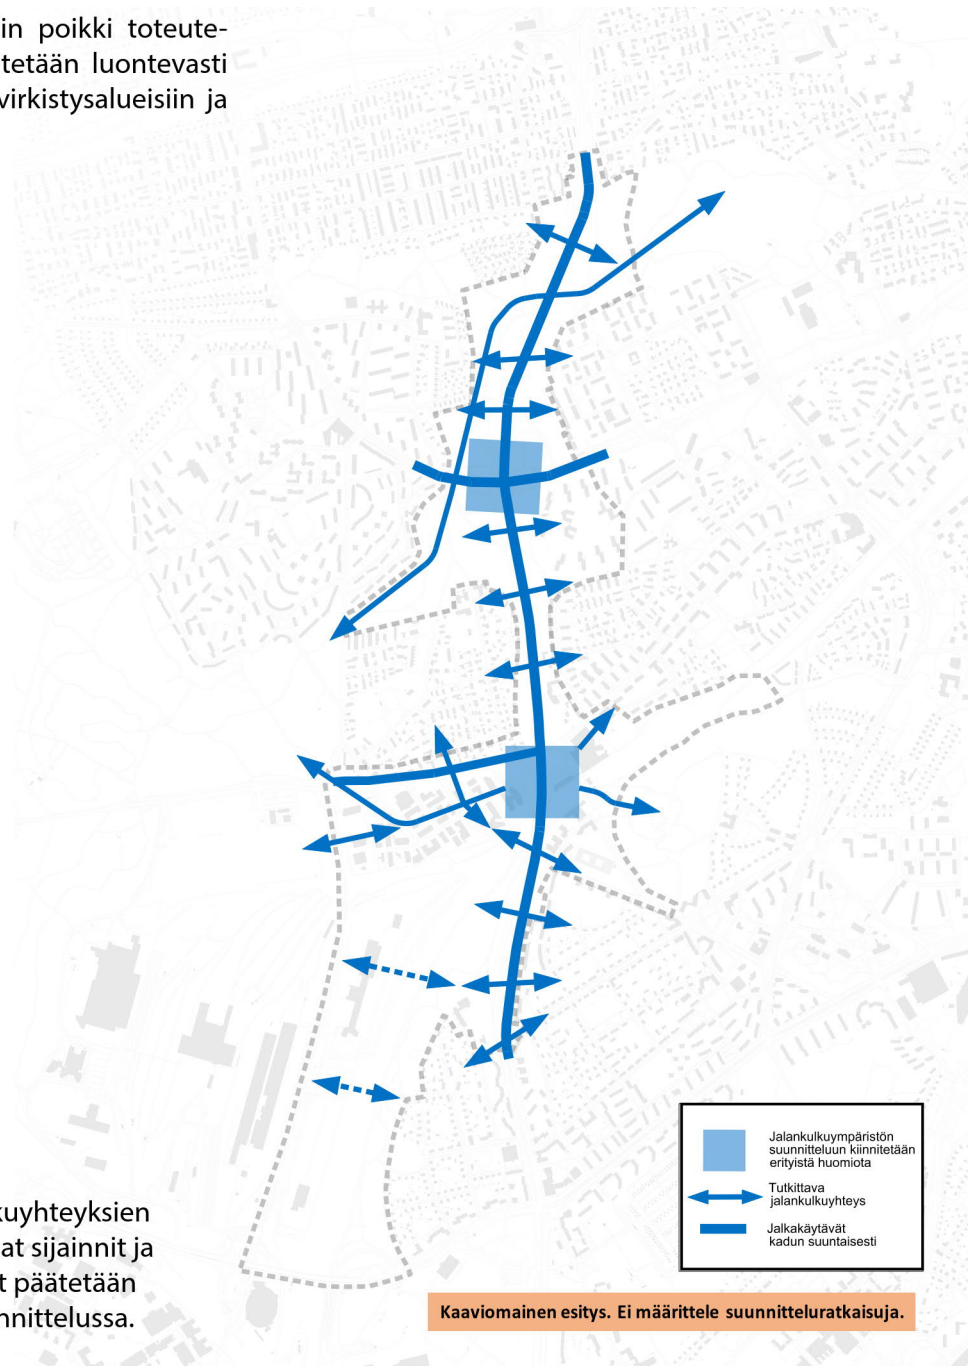 in poikki toteute-
tetään luontevasti
virkistysalueisiin ja
Jalankulkuympäristön
suunnitteluun kiinnitetään
erityistä huomiota
Tutkittava
jalankulkuyhteys
Jalkakäytävät
kadun suuntaisesti
kuyhteyksien
at sijainnit ja
t päätetään
nnittelussa.
Kaaviomainen esitys. Ei määrittele suunnitteluratkaisuja.